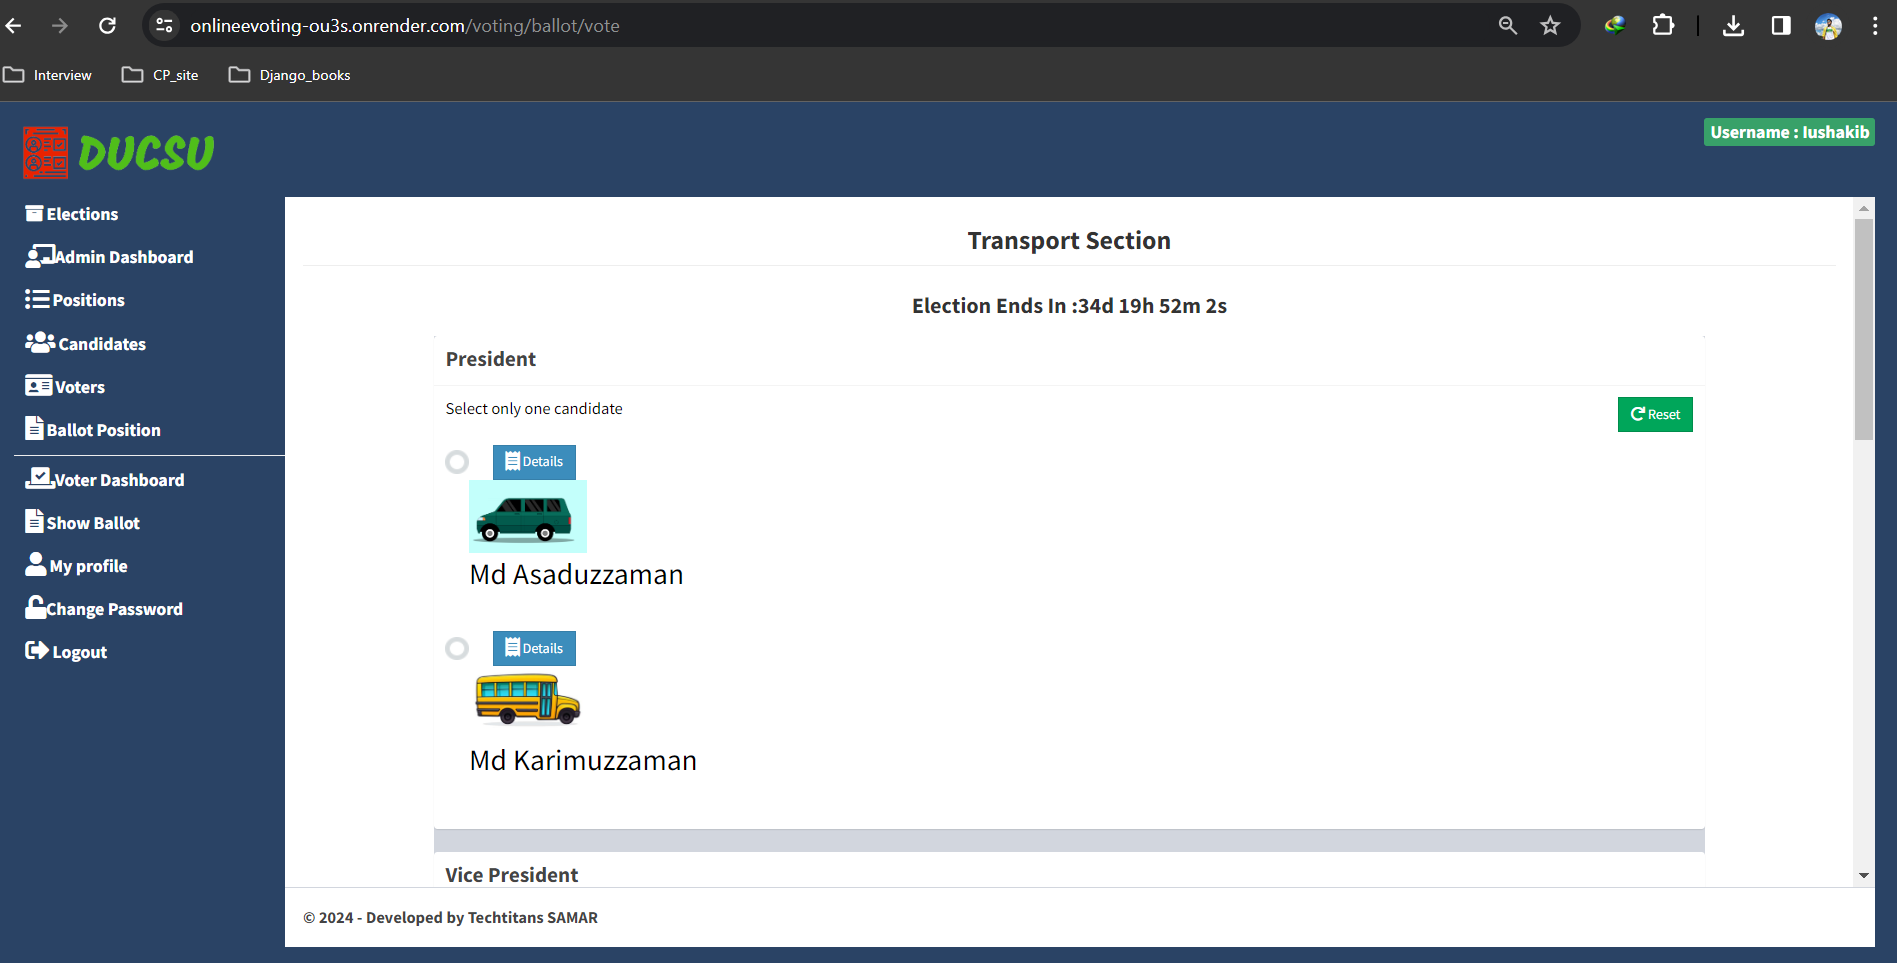 onlineevoting-ou3s.onrender.com/voting/ballot/vote
Interview
CP_site
Django_books
DUCSU
Username : Iushakib
Elections
Admin Dashboard
Positions
Candidates
Voters
Ballot Position
Voter Dashboard
Show Ballot
My profile
Change Password
Logout
Transport Section
Election Ends In :34d 19h 52m 2s
President
Select only one candidate
Reset
Details
Md Asaduzzaman
Details
Md Karimuzzaman
Vice President
© 2024 - Developed by Techtitans SAMAR